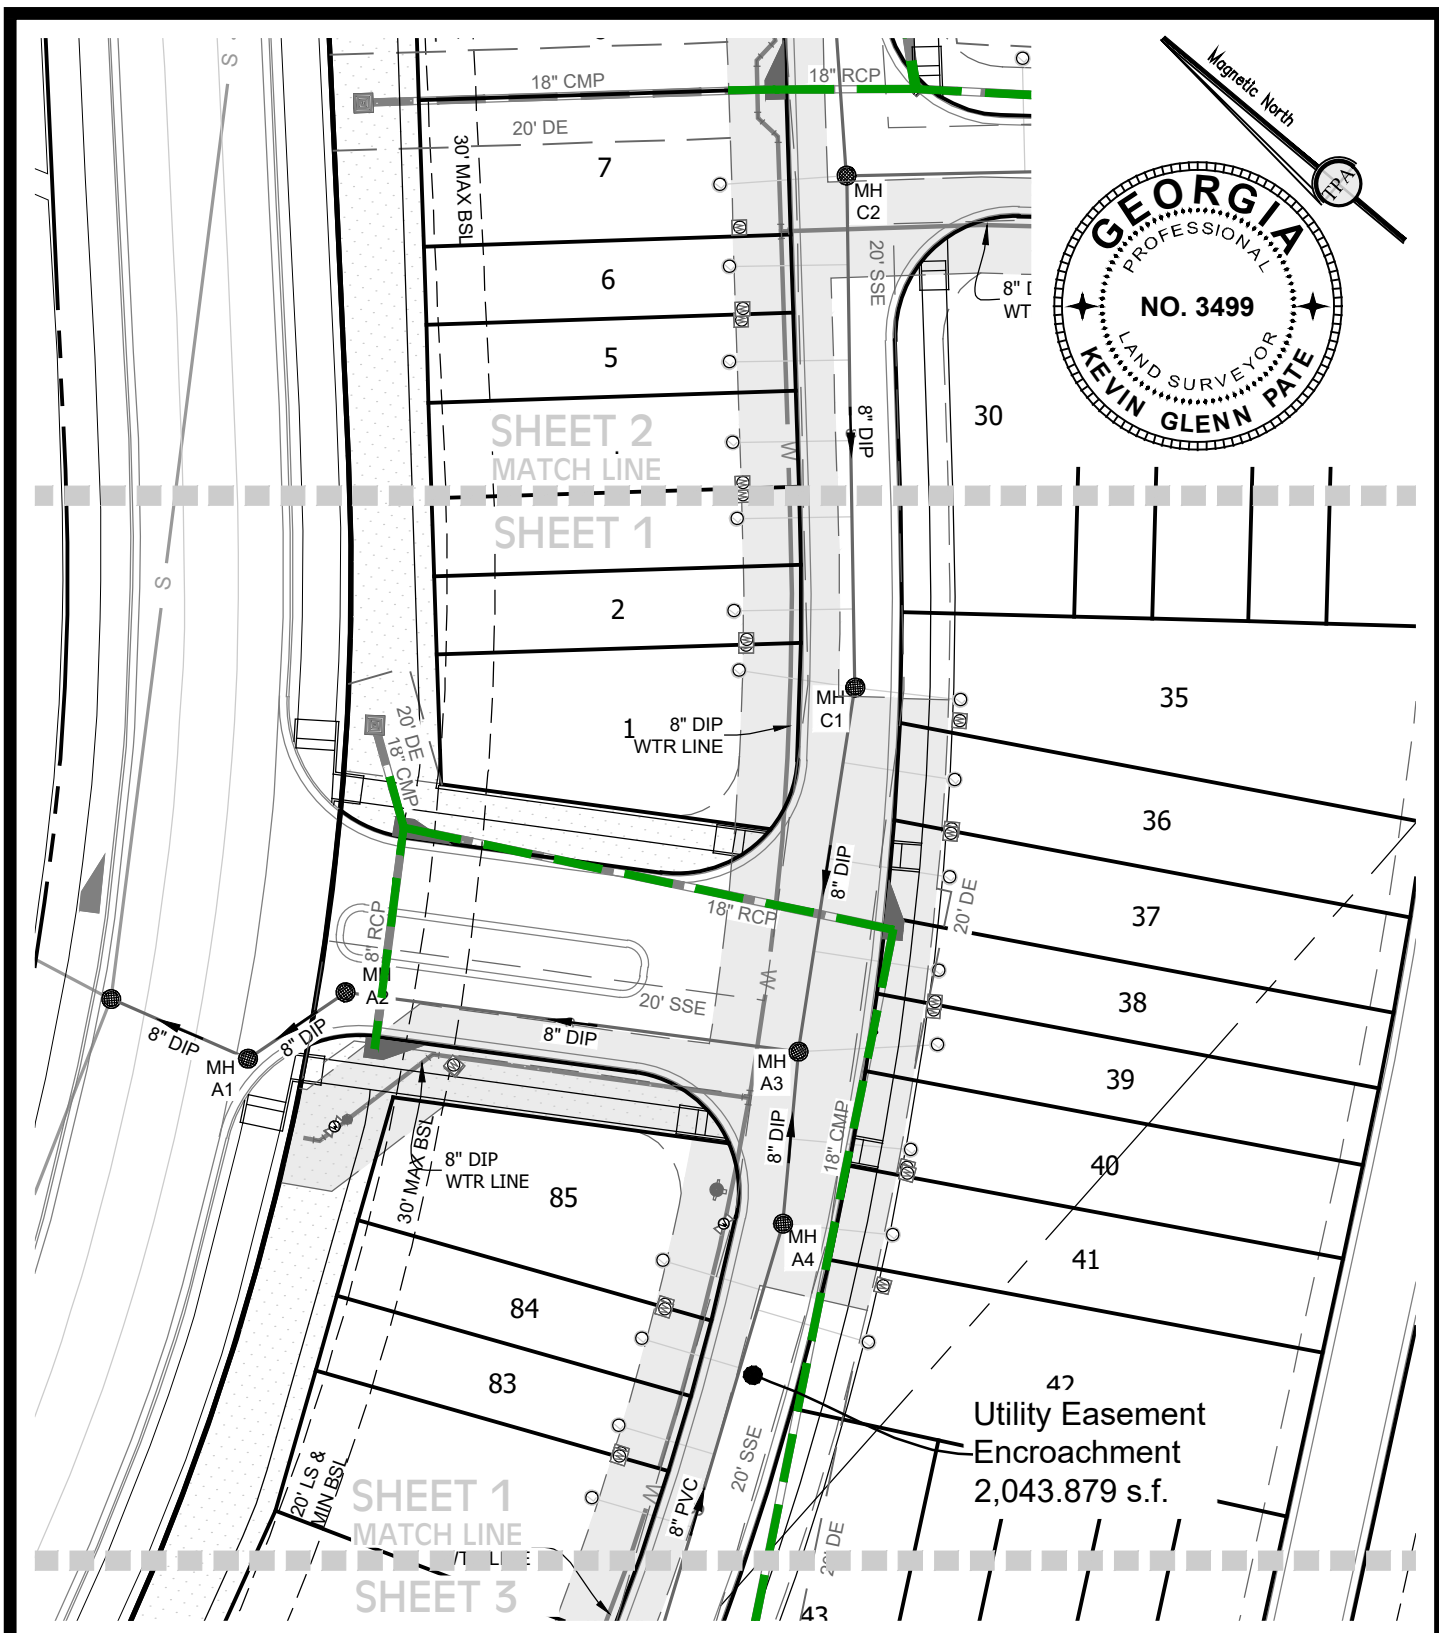 S
18" CMP
18" RCP
20' DE
30' MAX BSL
7
MH
C2
20' SSE
Magnetic North
TPA
GEORGIA
PROFESSIONAL
NO. 3499
LAND SURVEYOR
KEVIN GLENN PATE
6
5
8" DIP
30
SHEET 2
MATCH LINE
W
SHEET 1
S
2
MH
C1
35
1
8" DIP
WTR LINE
20' DE
18" CMP
36
8" DIP
37
20' DE
18" RCP
8" RCP
MH
A2
W
20' SSE
38
8" DIP
8" DIP
8" DIP
MH
A1
MH
A3
39
30' MAX BSL
8" DIP
WTR LINE
8" DIP
18" CMP
40
85
MH
A4
41
84
83
42
Utility Easement
Encroachment
2,043.879 s.f.
20' SSE
20' LS &
MIN BSL
SHEET 1
MATCH LINE
W
8" PVC
20' DE
WTR LINE
SHEET 3
43